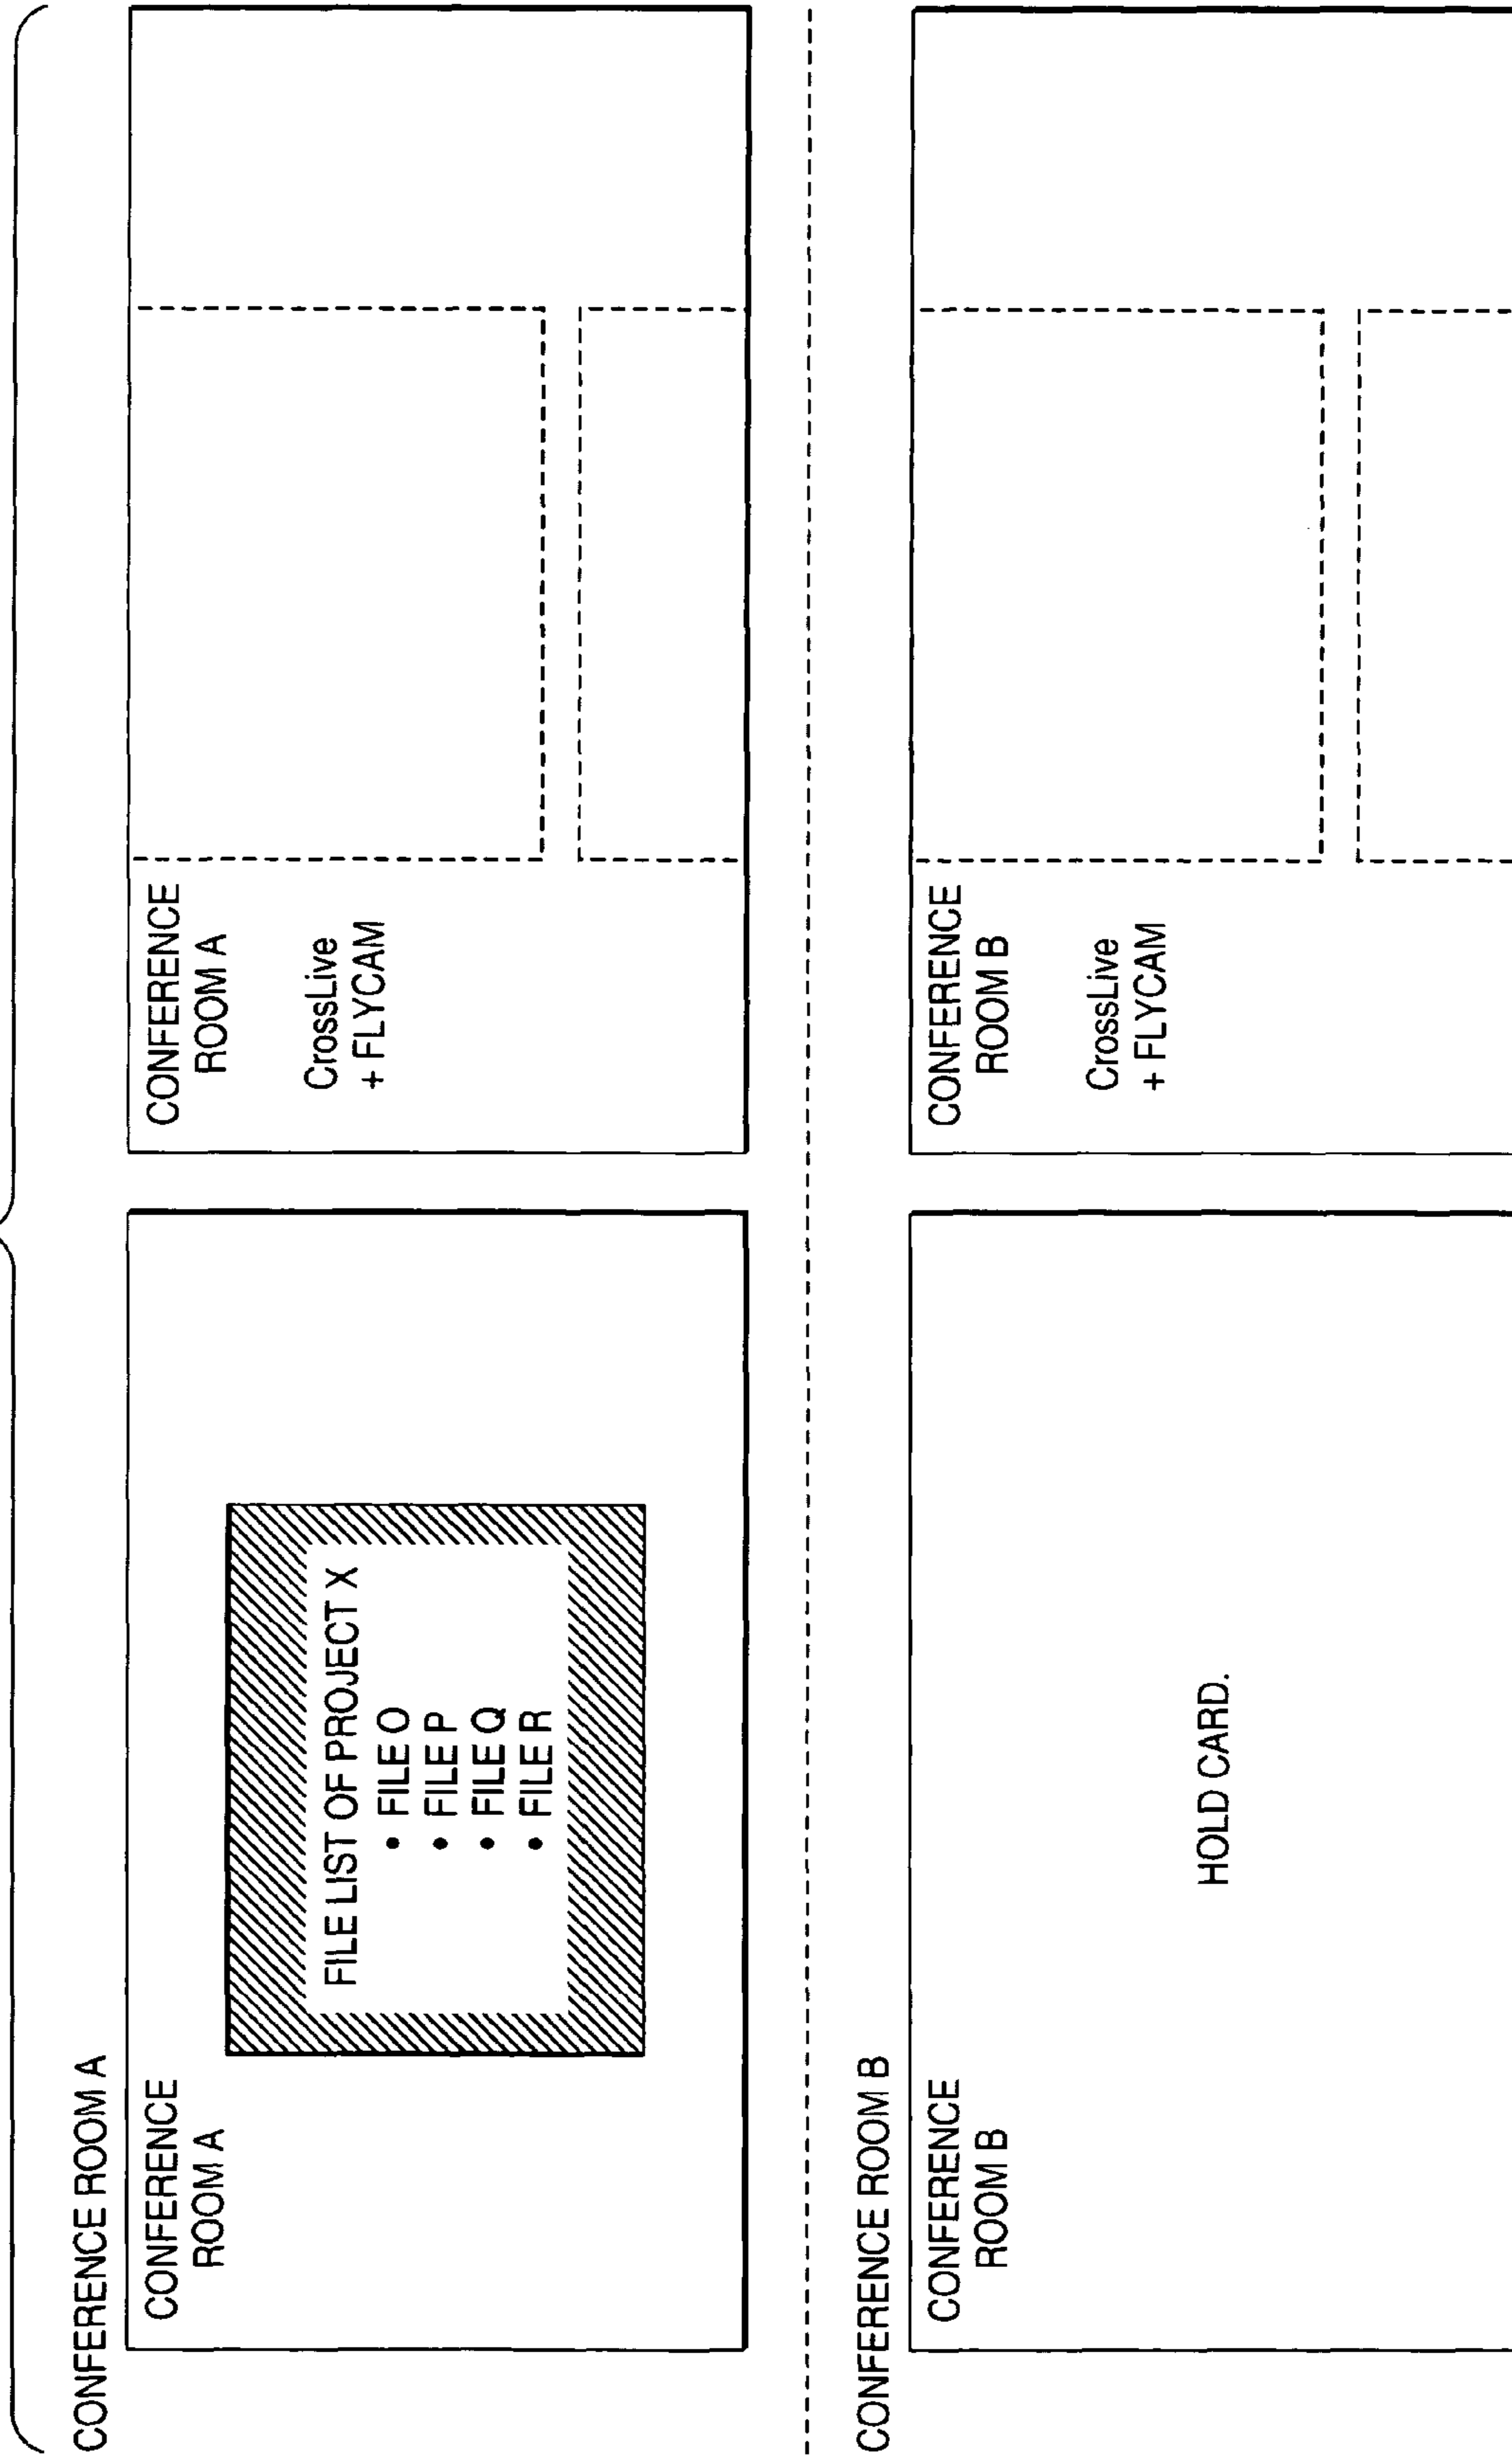 CONFERENCE ROOM A
CONFERENCE
ROOM A
FILE LIST OF PROJECT X
• FILE O
• FILE P
• FILE Q
• FILE R
CONFERENCE
ROOM A
CrossLive
+ FLYCAM
CONFERENCE ROOM B
CONFERENCE
ROOM B
HOLD CARD.
CONFERENCE
ROOM B
CrossLive
+ FLYCAM